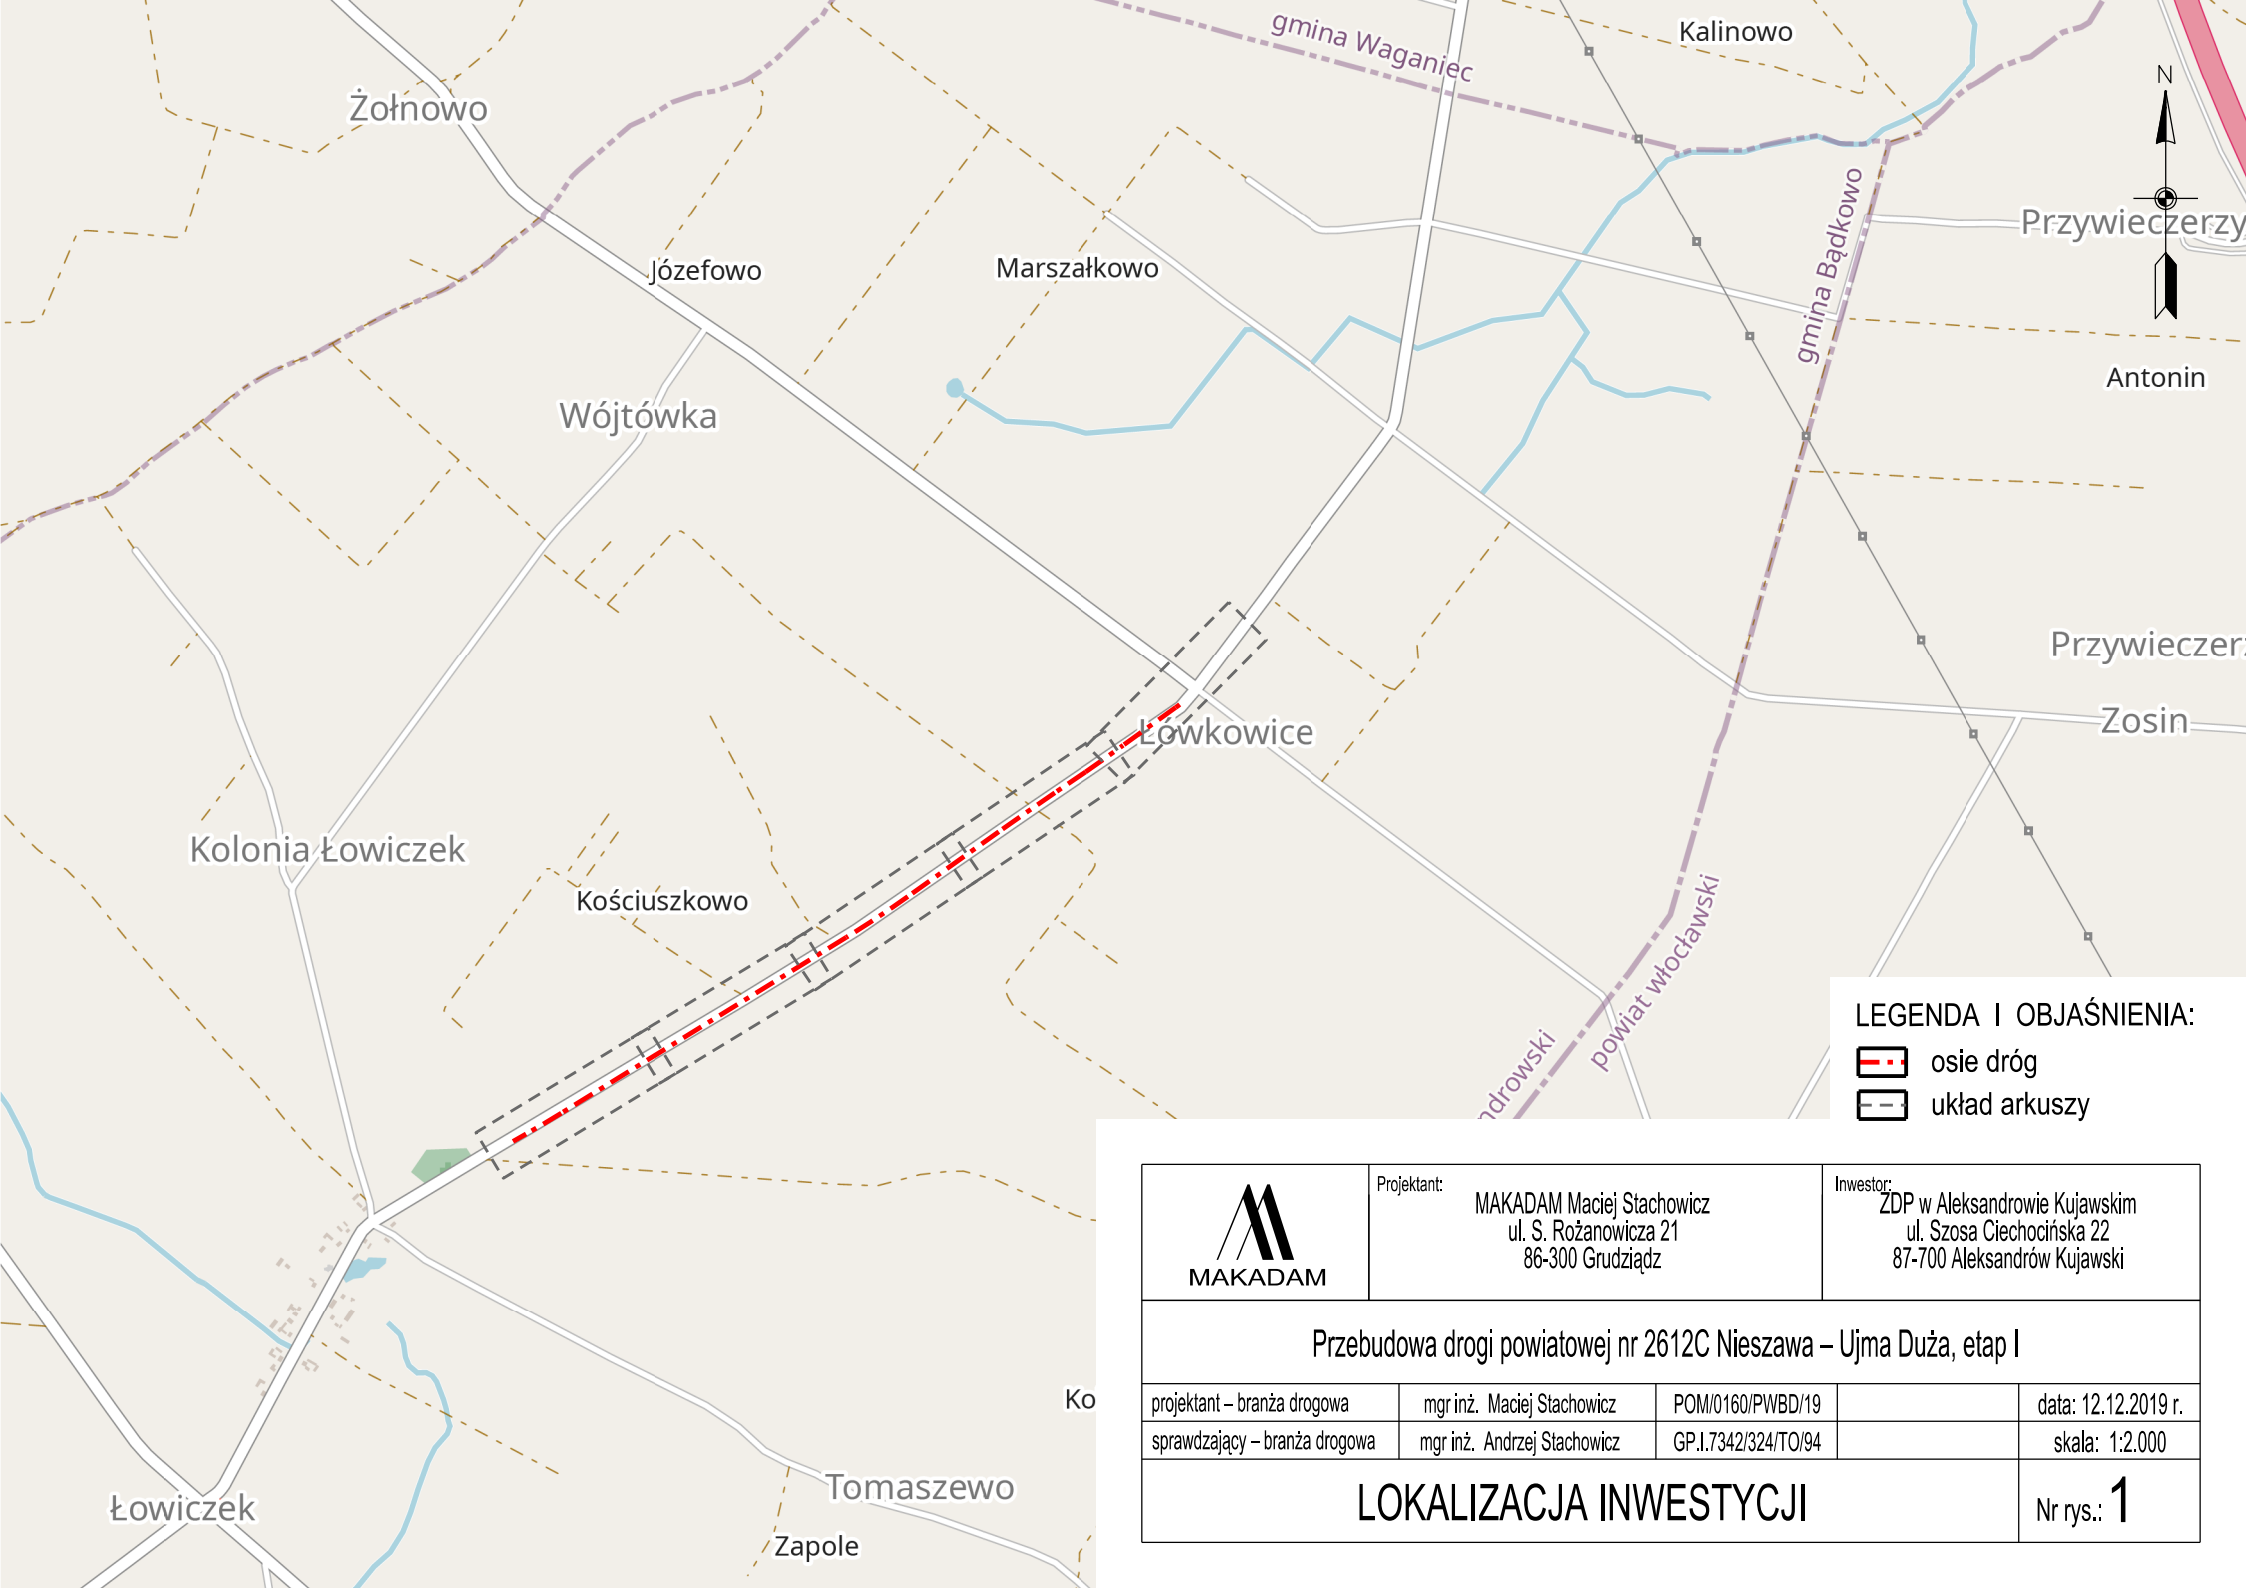 gmina Waganiec
Kalinowo
N
Żołnowo
gmina Bądkowo
Przywieczerzy
Józefowo
Marszałkowo
Antonin
Wójtówka
Przywieczerz
Zosin
Łówkowice
Kolonia Łowiczek
Kościuszkowo
powiat włocławski
ndrowski
LEGENDA I OBJAŚNIENIA:
osie dróg
układ arkuszy
Projektant:
MAKADAM Maciej Stachowicz
ul. S. Rożanowicza 21
86-300 Grudziądz
Inwestor:
ZDP w Aleksandrowie Kujawskim
ul. Szosa Ciechocińska 22
87-700 Aleksandrów Kujawski
MAKADAM
Przebudowa drogi powiatowej nr 2612C Nieszawa – Ujma Duża, etap I
projektant – branża drogowa mgr inż. Maciej Stachowicz POM/0160/PWBD/19 data: 12.12.2019 r.
sprawdzający – branża drogowa mgr inż. Andrzej Stachowicz GP.I.7342/324/TO/94 skala: 1:2.000
LOKALIZACJA INWESTYCJI
Nr rys.: 1
Ko
Tomaszewo
Łowiczek
Zapole